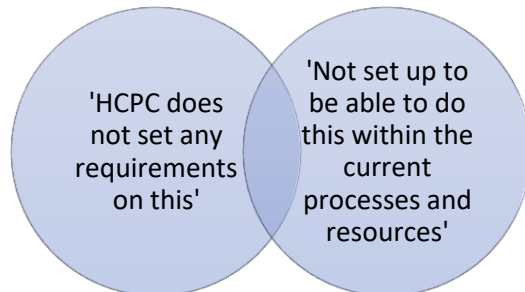 'HCPC does
not set any
requirements
on this'
'Not set up to
be able to do
this within the
current
processes and
resources'